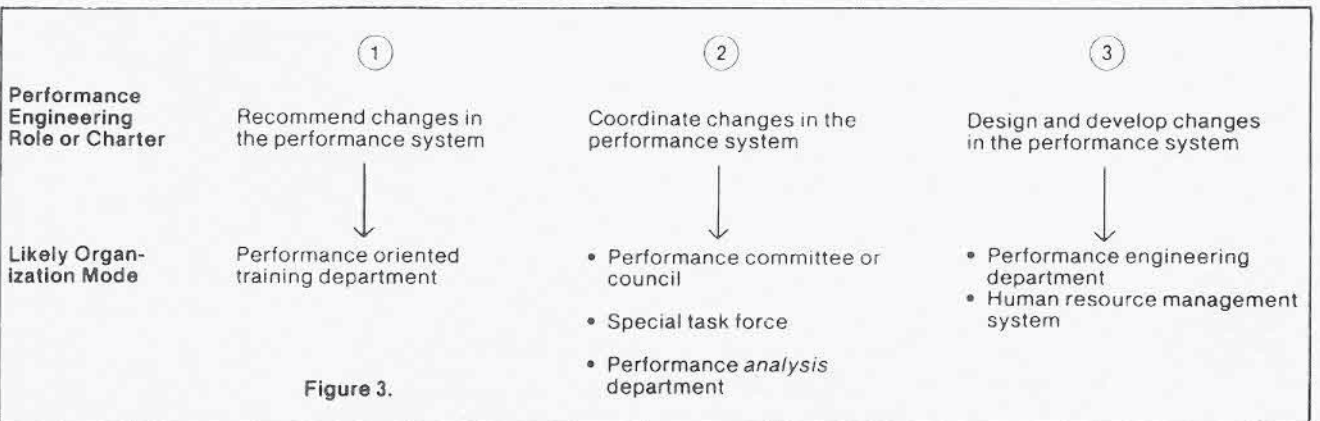 1
2
3
Performance
Engineering
Role or Charter
Recommend changes in
the performance system
Coordinate changes in the
performance system
Design and develop changes
in the performance system
Likely Organ-
ization Mode
Performance oriented
training department
• Performance committee or
council
• Special task force
• Performance analysis
department
• Performance engineering
department
• Human resource management
system
Figure 3.